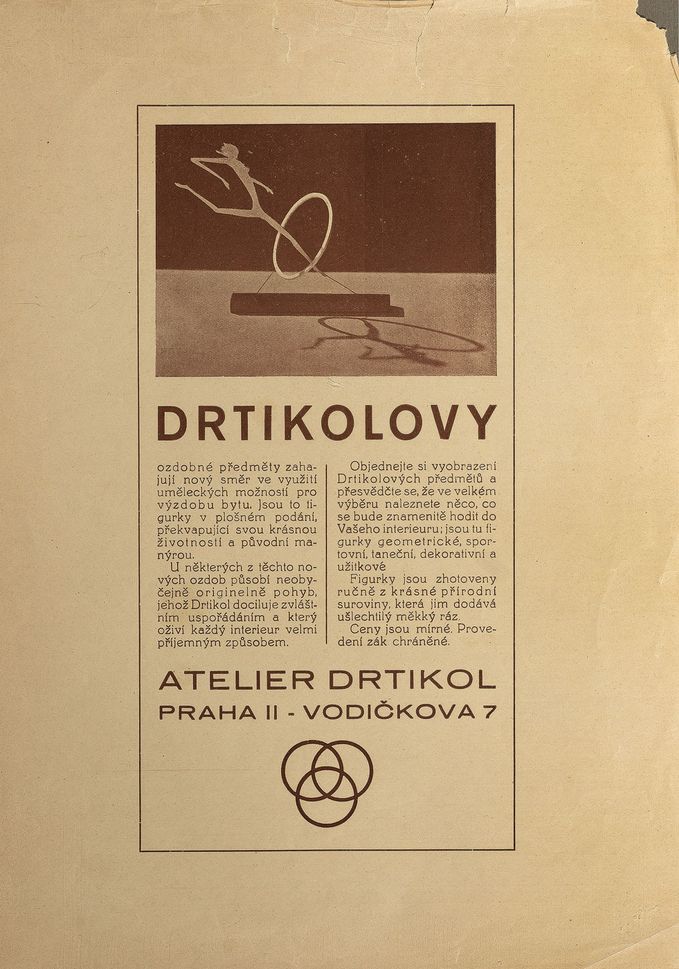 DRTIKOLOVY
ozdobné předměty zaha-
jují nový směr ve využití
uměleckých možností pro
výzdobu bytu. Jsou to fi-
gurky v plošném podání,
překvapující svou krásnou
životností a původní ma-
nýrou.
U některých z těchto no-
vých ozdob působí neoby-
čejně originelně pohyb,
jehož Drtikol dociluje zvlášt-
ním uspořádáním a který
oživí každý interieur velmi
příjemným způsobem.
Objednejte si vyobrazení
Drtikolových předmětů a
přesvědčte se, že ve velkém
výběru naleznete něco, co
se bude znamenitě hodit do
Vašeho interieuru; jsou tu fi-
gurky geometrické, spor-
tovní, taneční, dekorativní a
užitkové
Figurky jsou zhotoveny
ručně z krásné přírodní
suroviny, která jim dodává
ušlechtilý měkký ráz.
Ceny jsou mírné. Prove-
dení zák chráněné.
ATELIER DRTIKOL
PRAHA II - VODIČKOVA 7